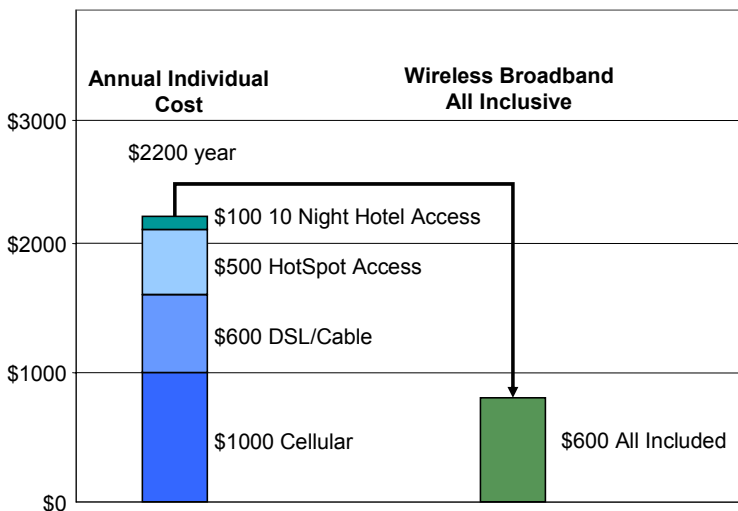 Annual Individual
Cost
Wireless Broadband
All Inclusive
$3000
$2200 year
$100 10 Night Hotel Access
$2000
$500 HotSpot Access
$600 DSL/Cable
$1000
$1000 Cellular
$600 All Included
$0